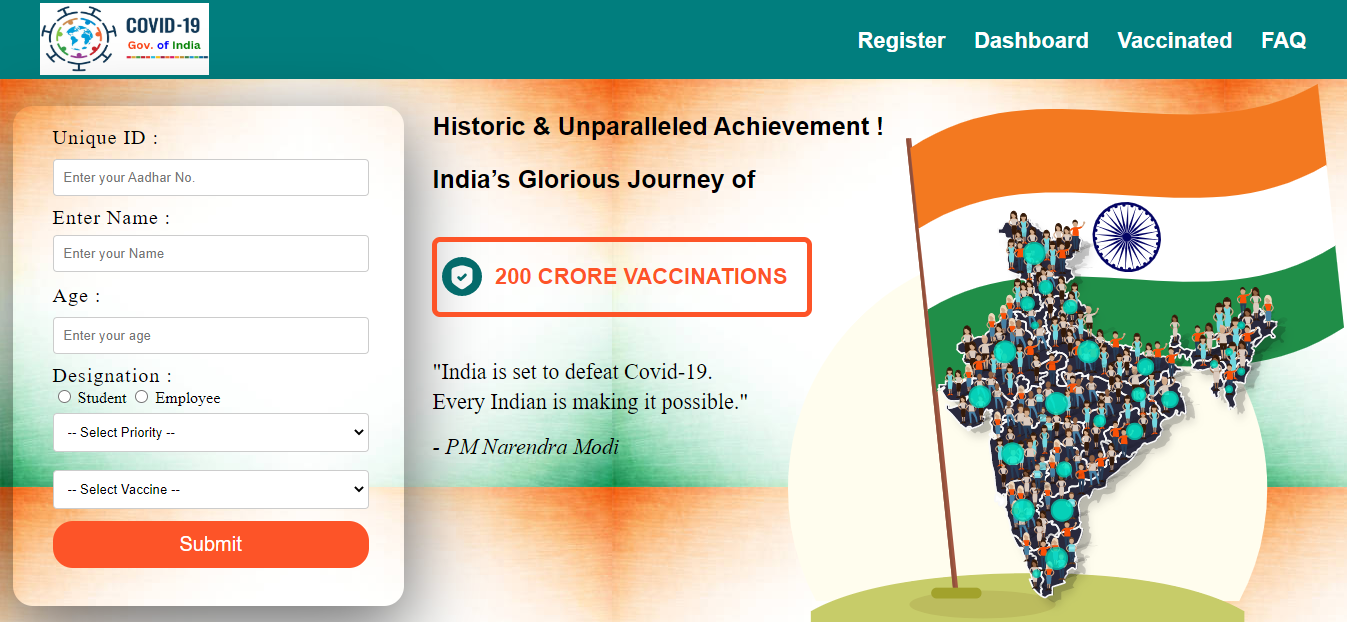 COVID-19
Gov. of India
Register Dashboard Vaccinated FAQ
Unique ID :
Enter your Aadhar No.
Enter Name :
Enter your Name
Age :
Enter your age
Designation :
Student Employee
-- Select Priority --
-- Select Vaccine --
Submit
Historic & Unparalleled Achievement !
India’s Glorious Journey of
200 CRORE VACCINATIONS
"India is set to defeat Covid-19.
Every Indian is making it possible."
- PM Narendra Modi